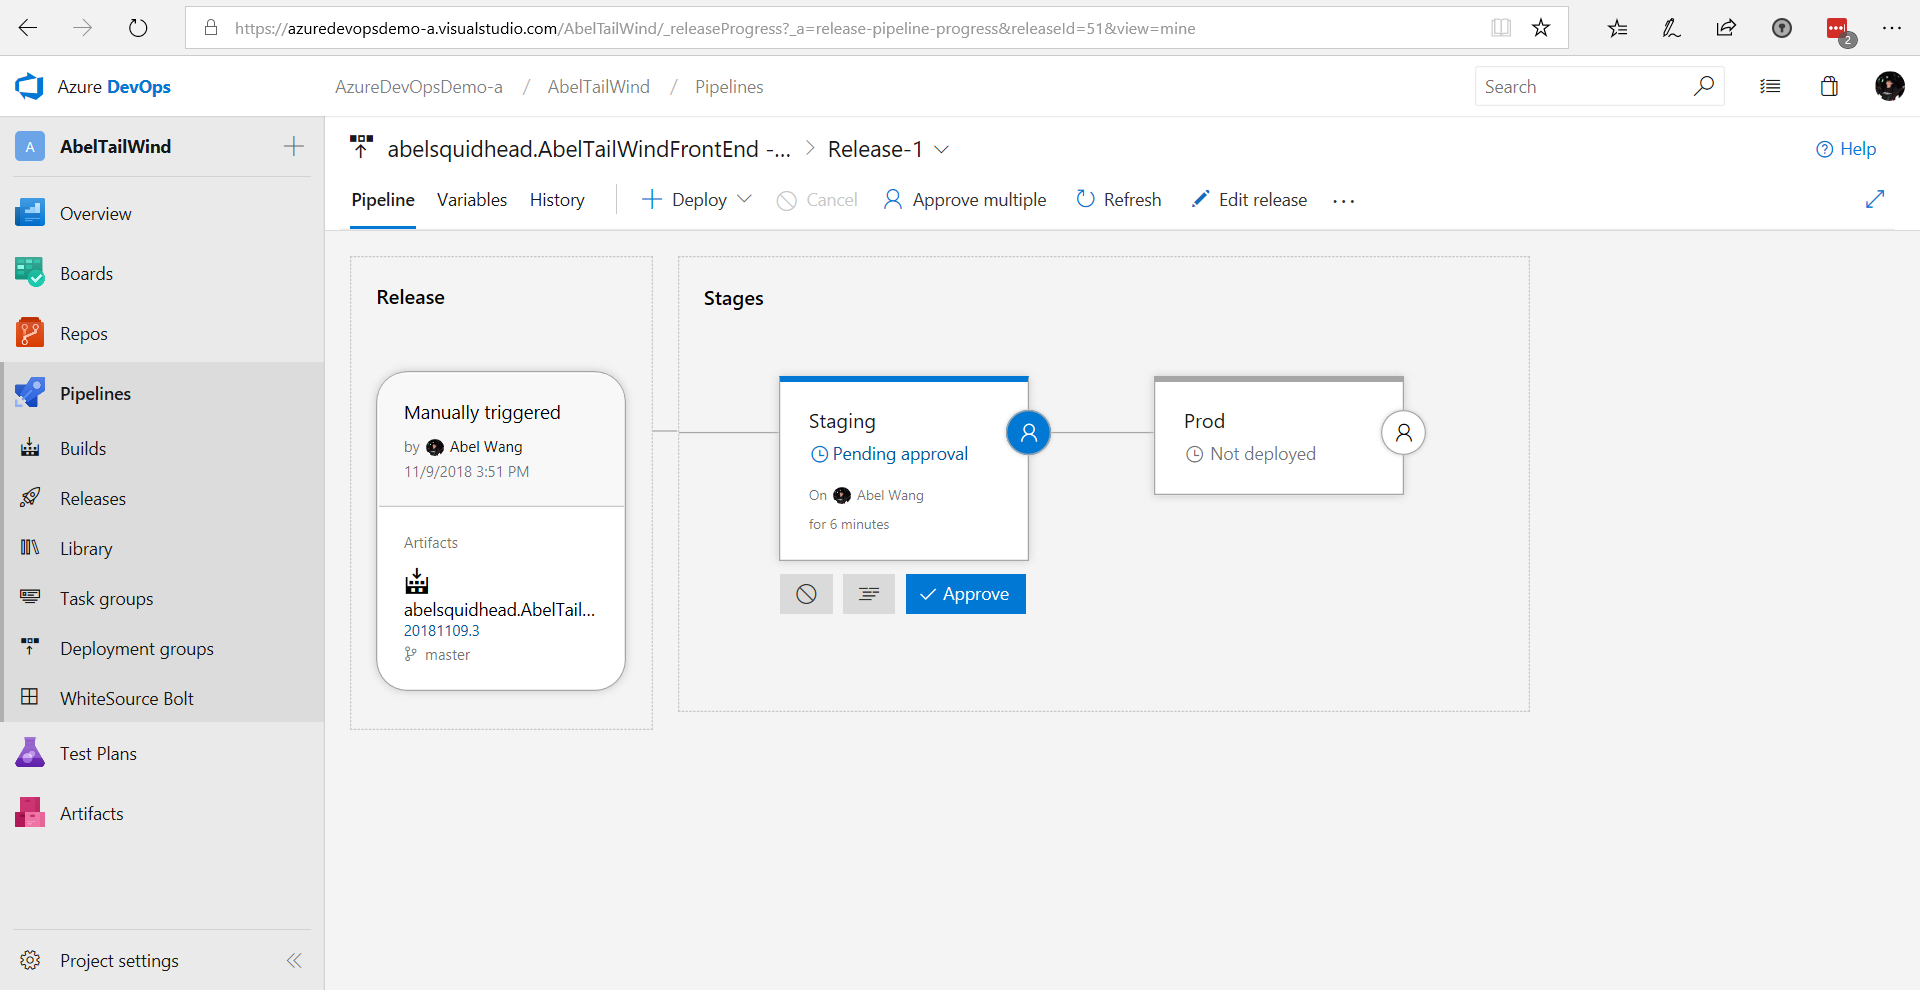 https://azuredevopsdemo-a.visualstudio.com/AbelTailWind/_releaseProgress?_a=release-pipeline-progress&releaseId=51&view=mine
2
Azure DevOps
AzureDevOpsDemo-a / AbelTailWind / Pipelines
Search
A AbelTailWind
Overview
Boards
Repos
Pipelines
Builds
Releases
Library
Task groups
Deployment groups
WhiteSource Bolt
Test Plans
Artifacts
Project settings
abelsquidhead.AbelTailWindFrontEnd -... > Release-1
Help
Pipeline Variables History Deploy Cancel Approve multiple Refresh Edit release ...
Release
Manually triggered
by Abel Wang
11/9/2018 3:51 PM
Artifacts
abelsquidhead.AbelTail...
20181109.3
master
Stages
Staging
Pending approval
On Abel Wang
for 6 minutes
Approve
Prod
Not deployed